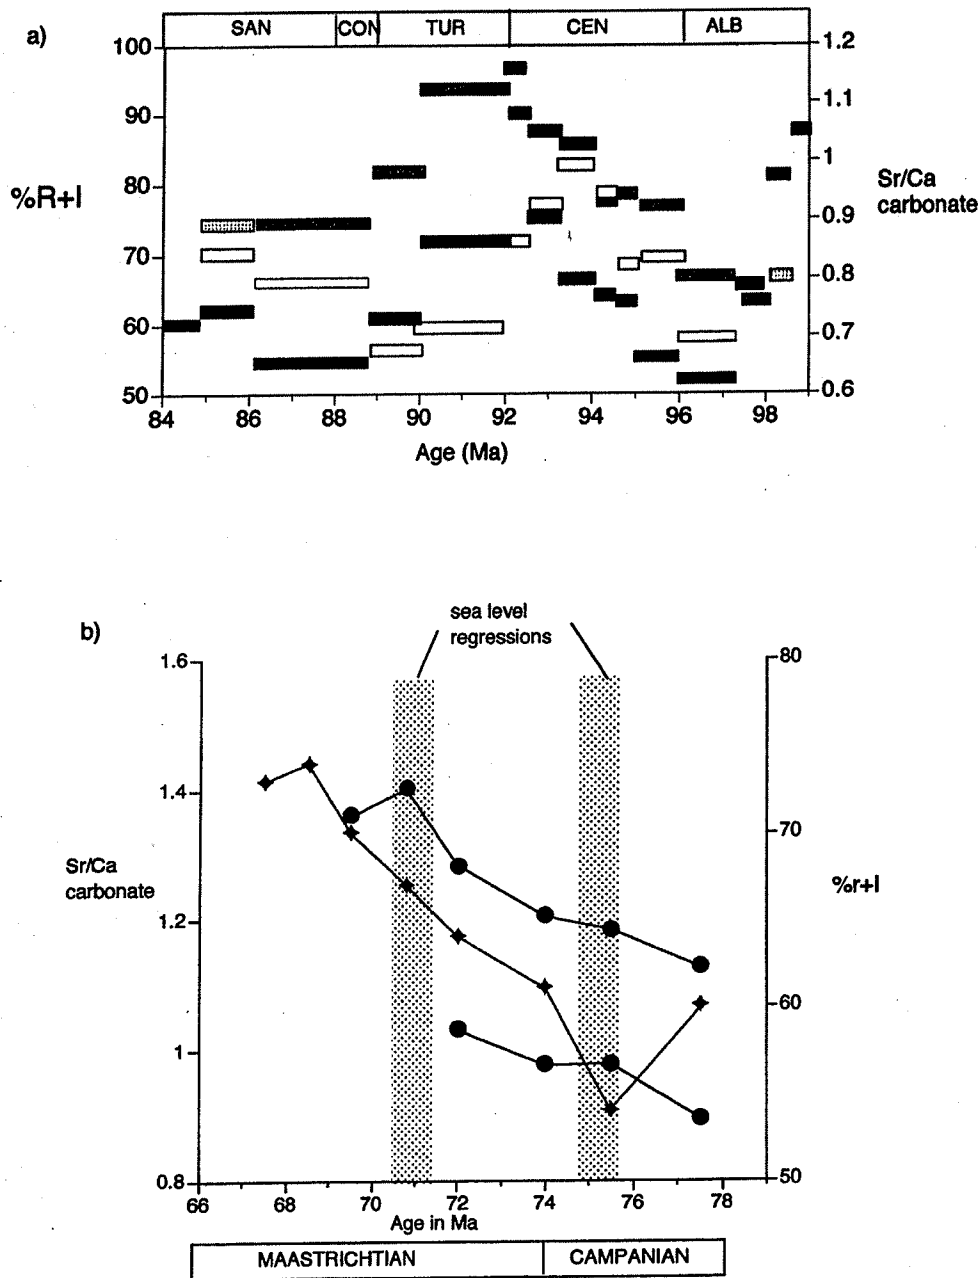 a)
SAN CON TUR CEN ALB
100 1.2
90 1.1
80 1
70 0.9
60 0.8
50 0.7
0.6
%R+I
Sr/Ca
carbonate
84 86 88 90 92 94 96 98
Age (Ma)
b)
sea level
regressions
1.6 80
1.4
70
Sr/Ca
carbonate
%r+I
1.2
60
1
0.8 50
66 68 70 72 74 76 78
Age in Ma
MAASTRICHTIAN CAMPANIAN